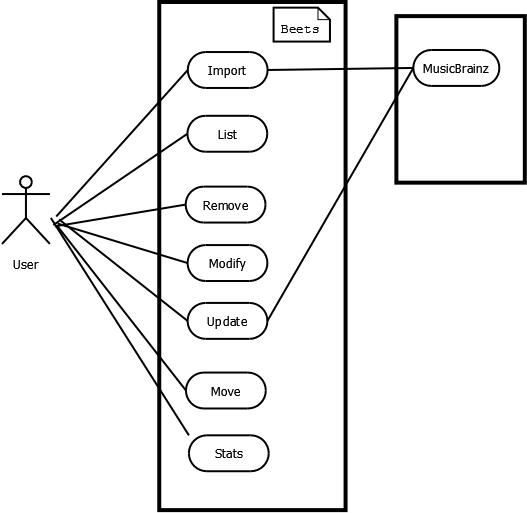 Beets
Import
MusicBrainz
List
Remove
User
Modify
Update
Move
Stats